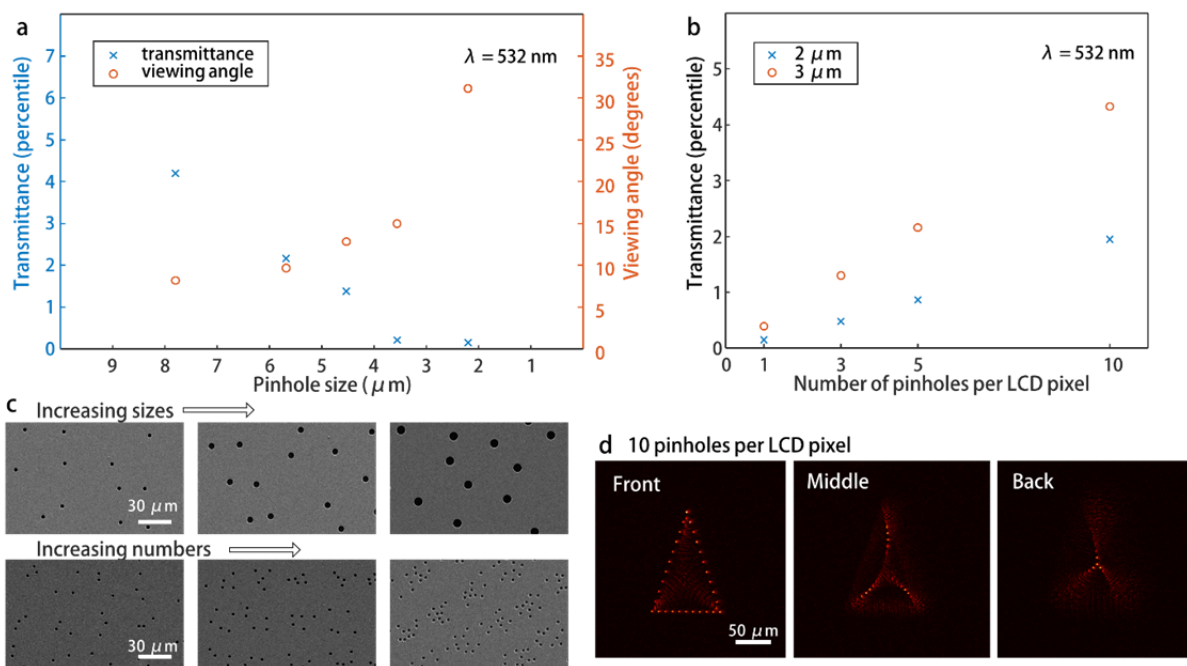 a
7
6
5
4
3
2
1
0
Transmittance (percentile)
× transmittance
○ viewing angle
λ = 532 nm
35
30
25
20
15
10
5
0
Viewing angle (degrees)
9 8 7 6 5 4 3 2 1
Pinhole size ( μm)
b
5
4
3
2
1
0
Transmittance (percentile)
× 2 μm
○ 3 μm
λ = 532 nm
0 1 3 5 10
Number of pinholes per LCD pixel
c
Increasing sizes
30 μm
Increasing numbers
30 μm
d 10 pinholes per LCD pixel
Front
Middle
Back
50 μm